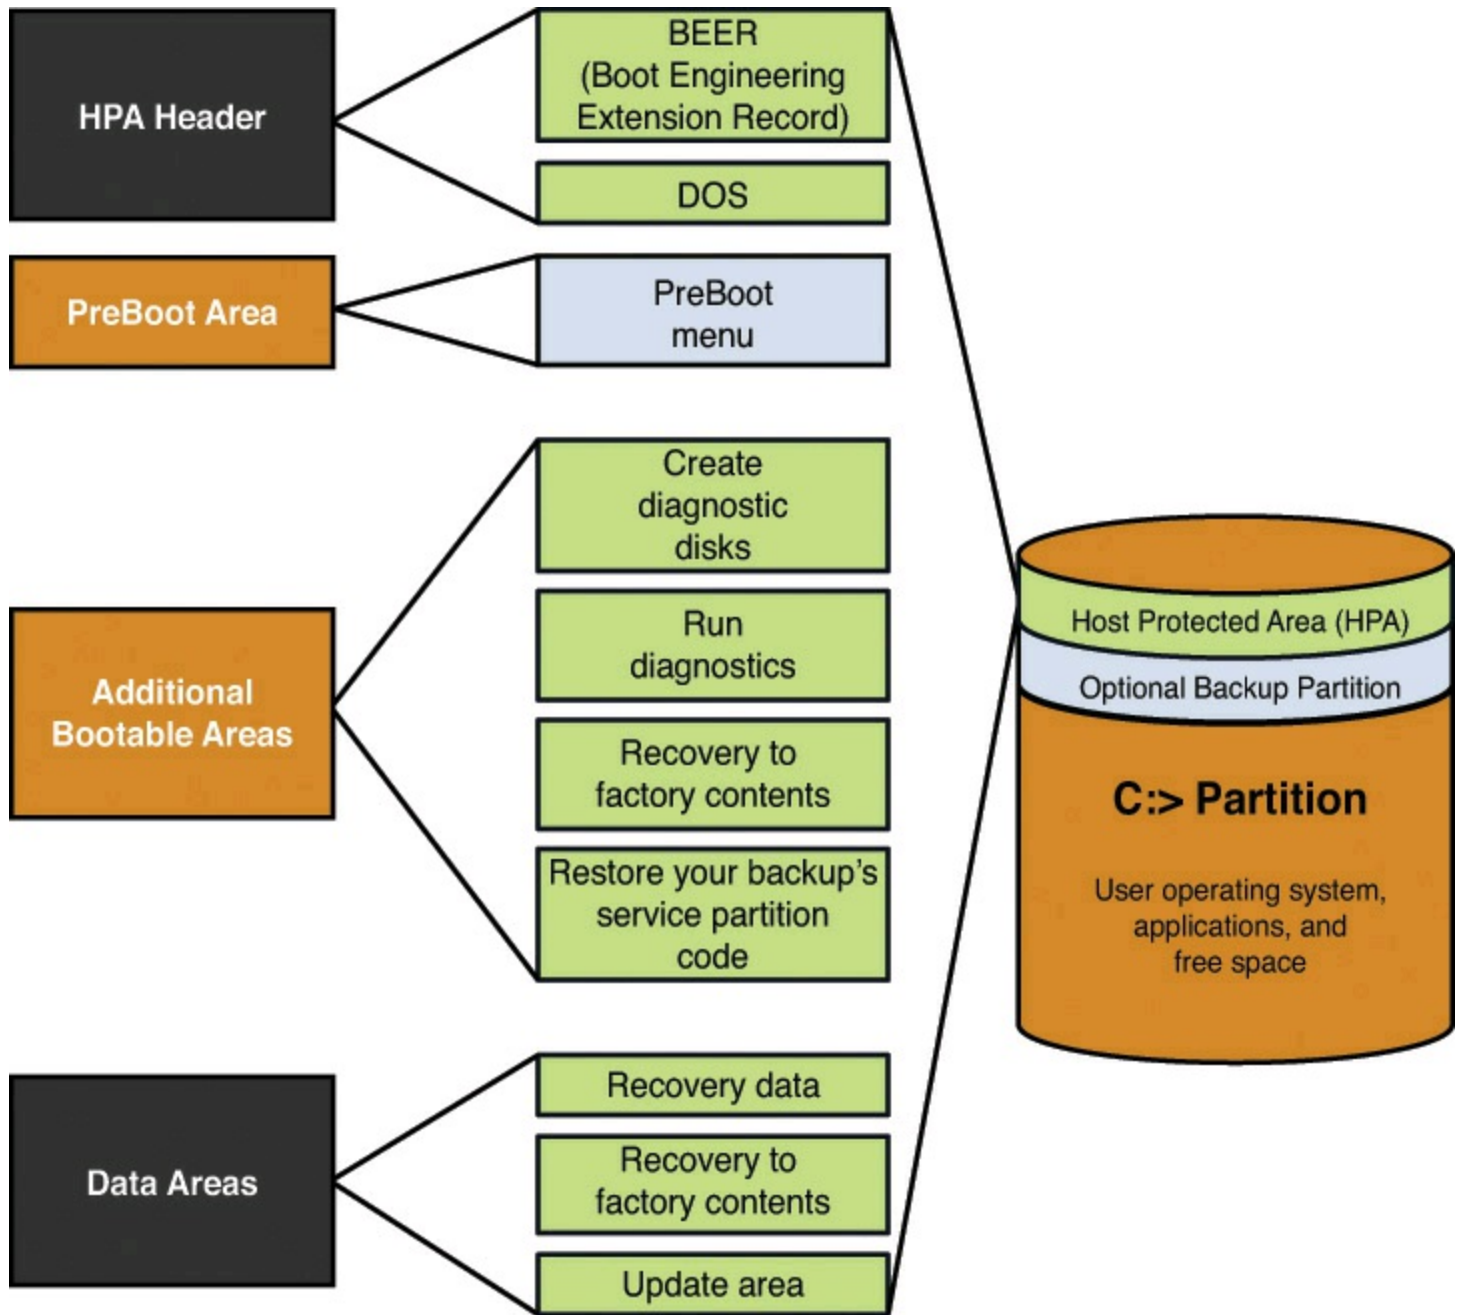 HPA Header
BEER
(Boot Engineering
Extension Record)
DOS
PreBoot Area
PreBoot
menu
Additional
Bootable Areas
Create
diagnostic
disks
Run
diagnostics
Recovery to
factory contents
Restore your backup's
service partition
code
Data Areas
Recovery data
Recovery to
factory contents
Update area
Host Protected Area (HPA)
Optional Backup Partition
C:> Partition
User operating system,
applications, and
free space